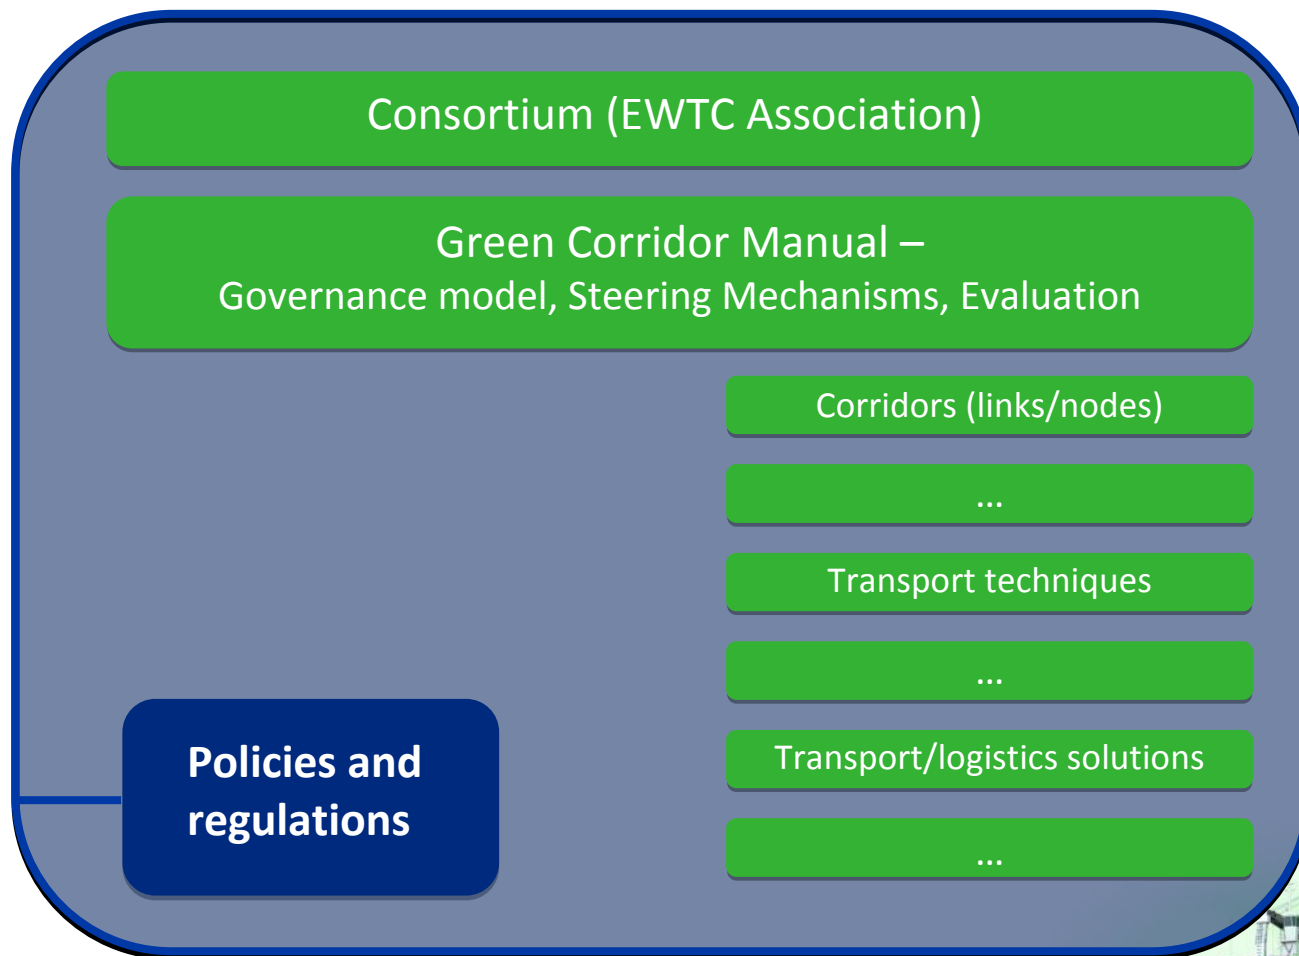 Consortium (EWTC Association)
Green Corridor Manual –
Governance model, Steering Mechanisms, Evaluation
Corridors (links/nodes)
...
Transport techniques
...
Transport/logistics solutions
...
Policies and
regulations